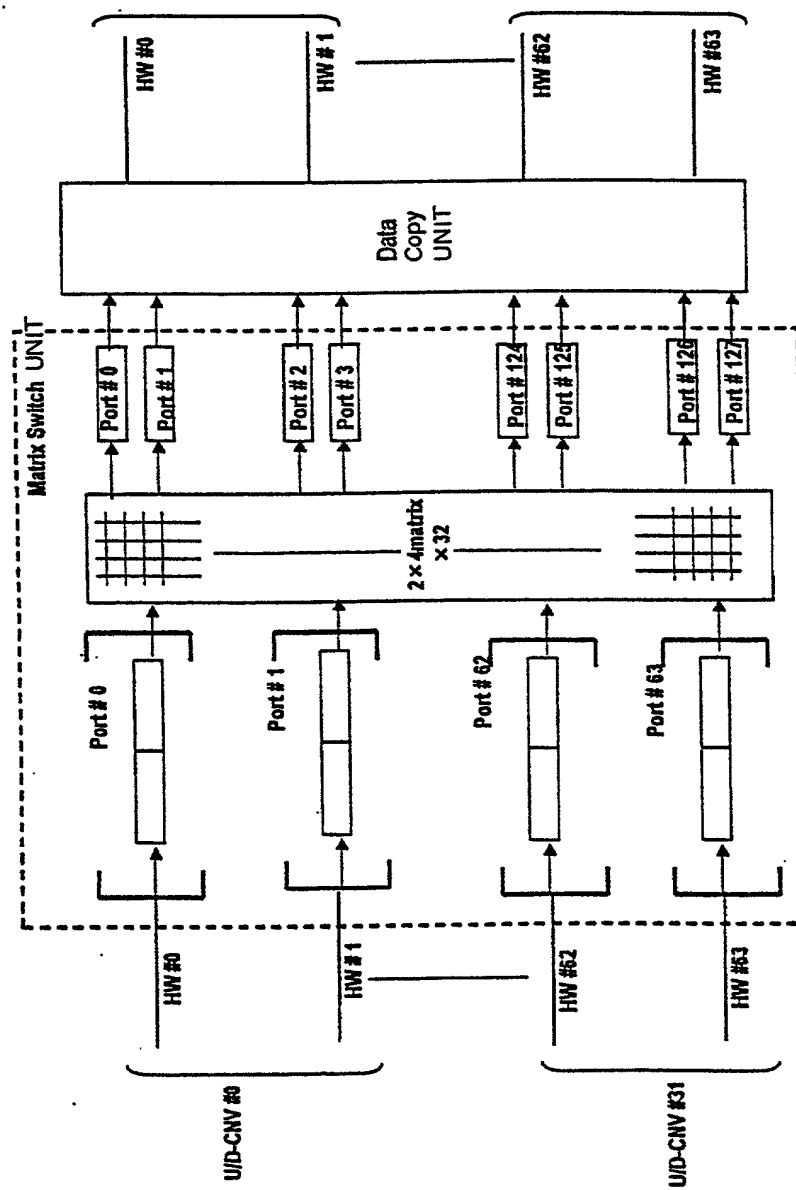 Matrix Switch UNIT
U/D-CNV #0
HW #0
HW # 1
U/D-CNV #31
HW #62
HW #63
Port # 0
Port # 1
Port # 62
Port # 63
2 × 4matrix
× 32
Port # 0
Port # 1
Port # 2
Port # 3
Port # 124
Port # 125
Port # 126
Port # 127
Data
Copy
UNIT
HW #0
HW # 1
HW #62
HW #63